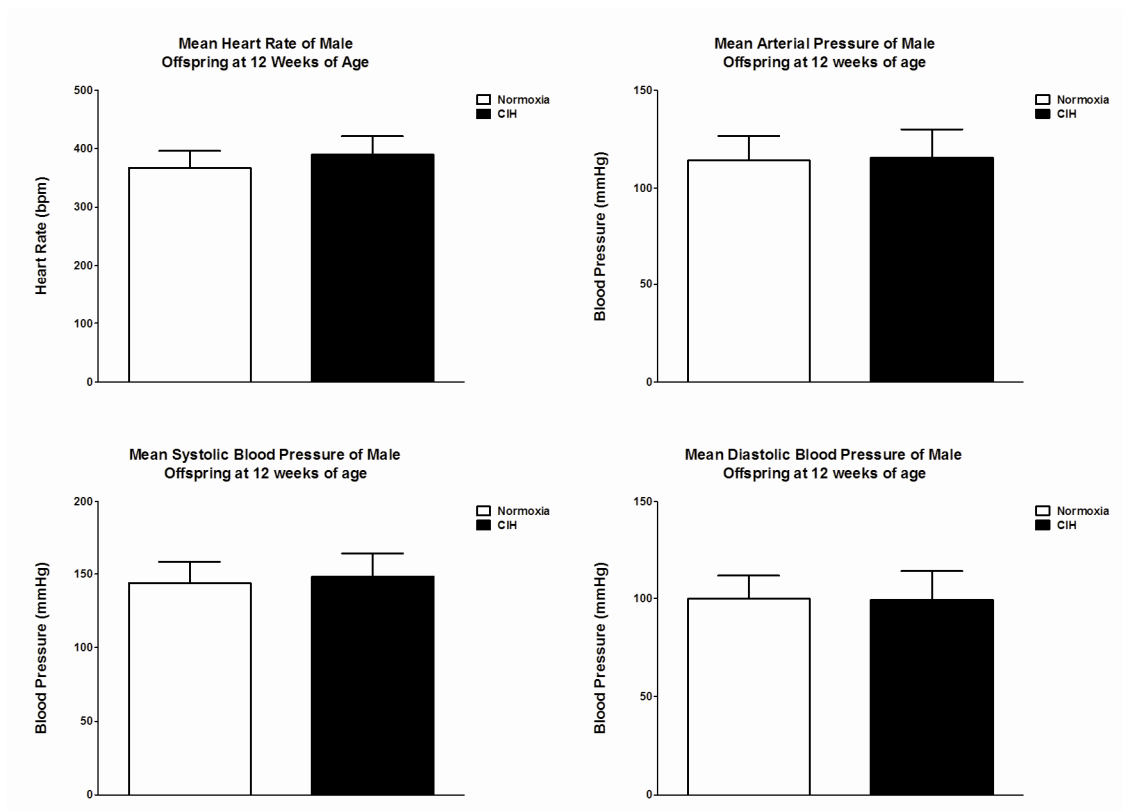 Mean Heart Rate of Male
Offspring at 12 Weeks of Age
500
400
300
200
100
0
Heart Rate (bpm)
Normoxia
CIH
Mean Arterial Pressure of Male
Offspring at 12 weeks of age
150
100
50
0
Blood Pressure (mmHg)
Normoxia
CIH
Mean Systolic Blood Pressure of Male
Offspring at 12 weeks of age
200
150
100
50
0
Blood Pressure (mmHg)
Normoxia
CIH
Mean Diastolic Blood Pressure of Male
Offspring at 12 weeks of age
150
100
50
0
Blood Pressure (mmHg)
Normoxia
CIH